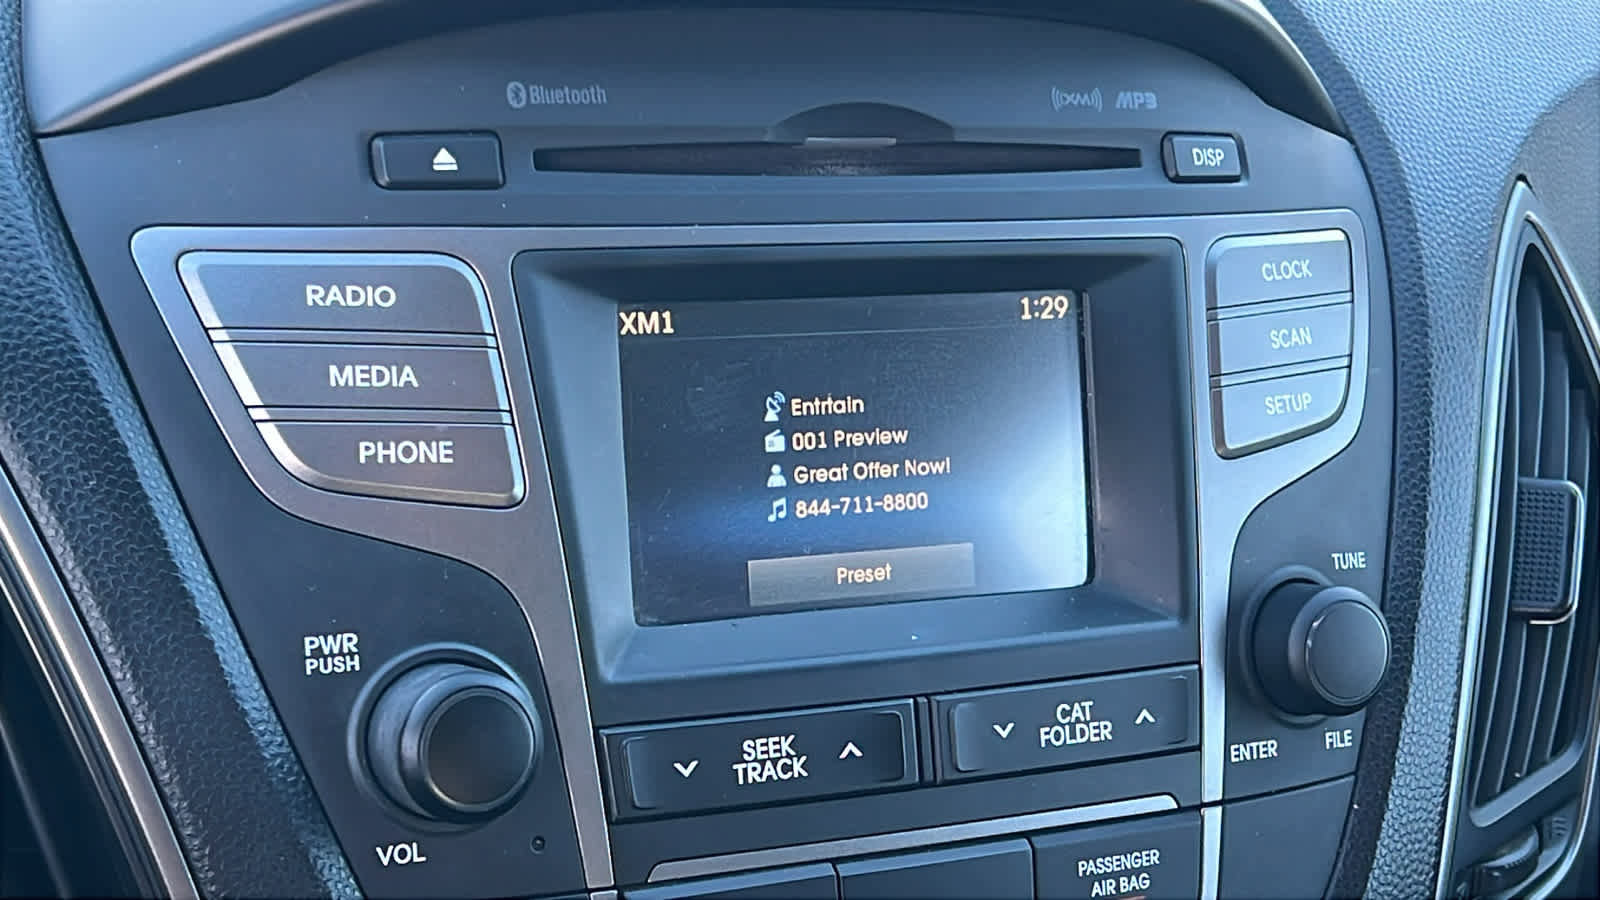 Bluetooth
((XM)) MP3
DISP
RADIO
MEDIA
PHONE
XM1
1:29
Entrtain
001 Preview
Great Offer Now!
844-711-8800
Preset
CLOCK
SCAN
SETUP
PWR
PUSH
VOL
SEEK
TRACK
CAT
FOLDER
TUNE
ENTER
FILE
PASSENGER
AIR BAG